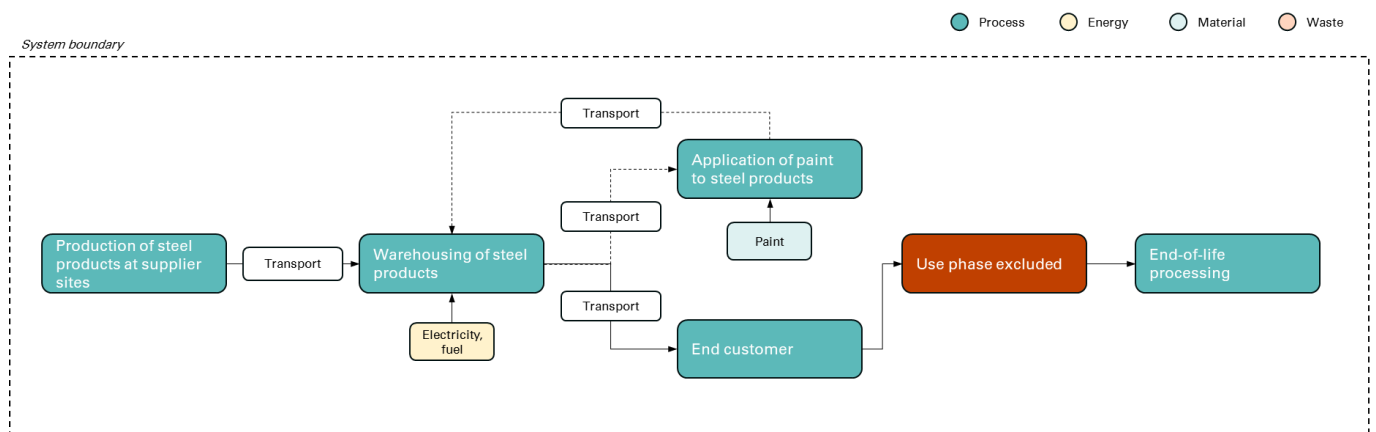 Process
Energy
Material
Waste
System boundary
Transport
Application of paint
to steel products
Transport
Paint
Production of steel
products at supplier
sites
Transport
Warehousing of steel
products
Use phase excluded
End-of-life
processing
Transport
Electricity,
fuel
End customer